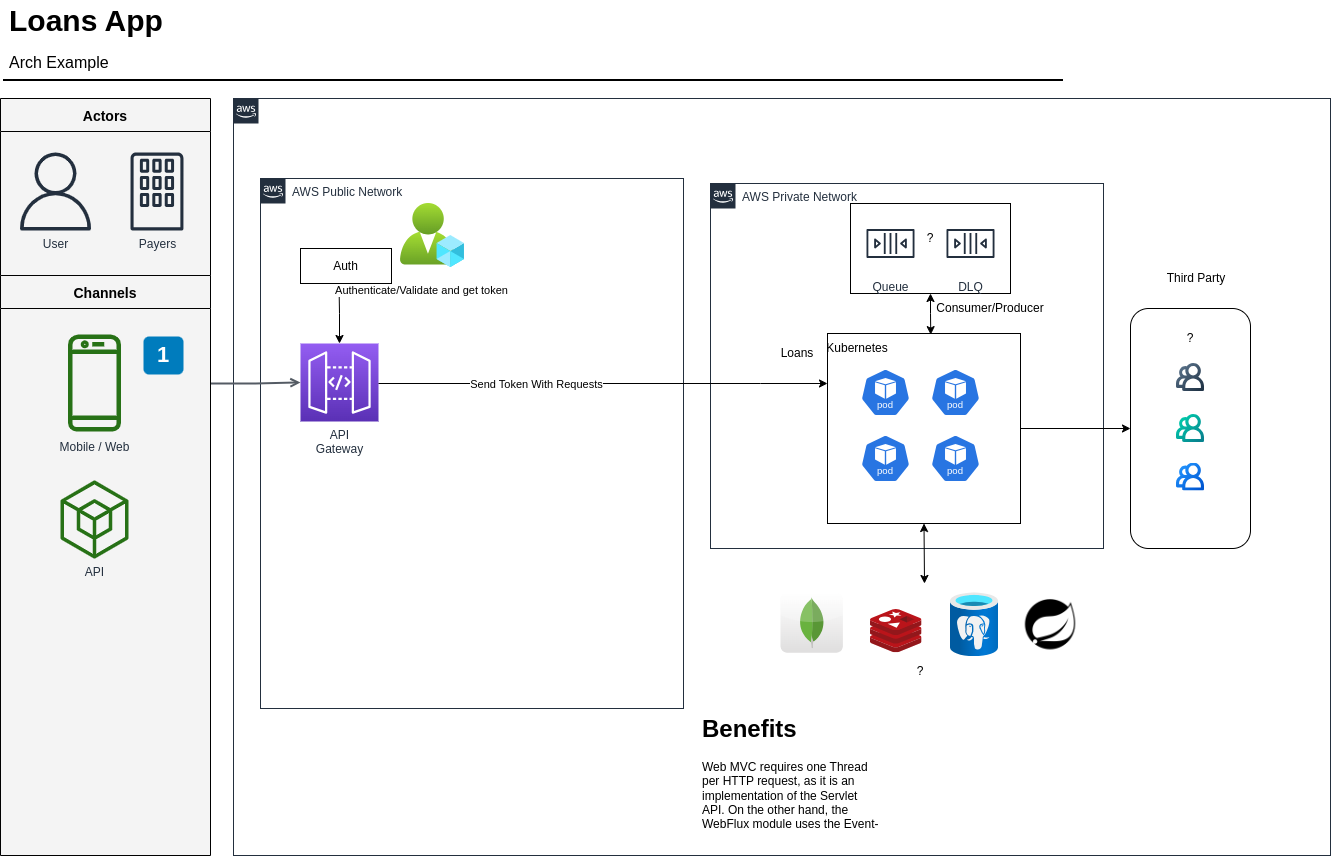 Loans App
Arch Example
Actors
User
Payers
Channels
1
Mobile / Web
API
aws
aws
AWS Public Network
Auth
Authenticate/Validate and get token
API
Gateway
Send Token With Requests
aws
AWS Private Network
?
Queue
DLQ
Consumer/Producer
Loans
Kubernetes
pod
pod
pod
pod
Third Party
?
?
Benefits
Web MVC requires one Thread
per HTTP request, as it is an
implementation of the Servlet
API. On the other hand, the
WebFlux module uses the Event-